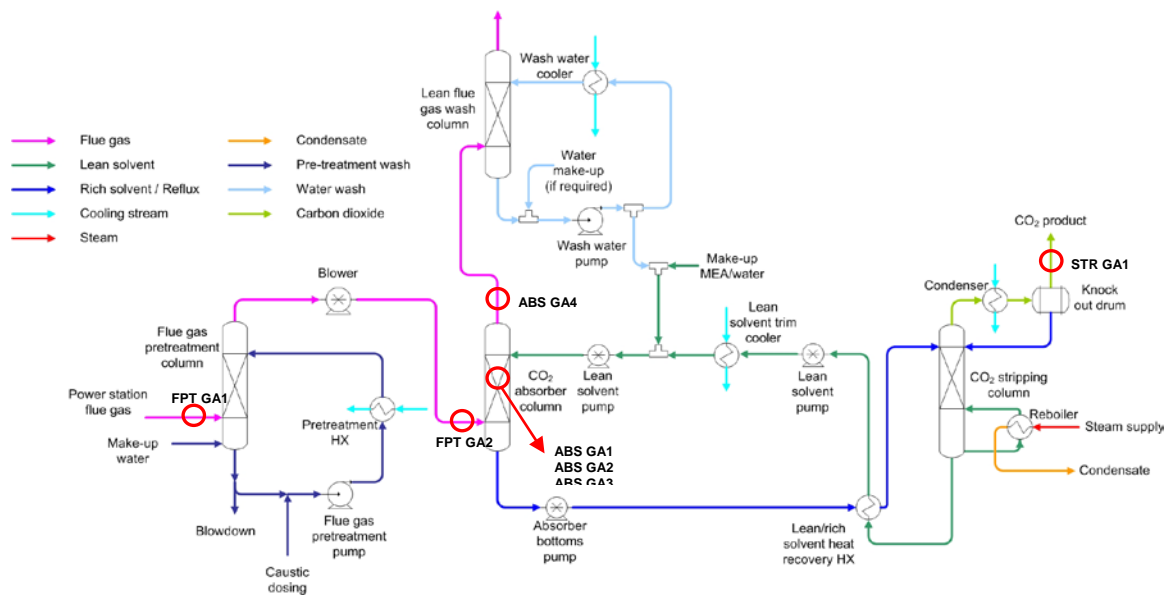 Wash water
cooler
Lean flue
gas wash
column
Flue gas
Lean solvent
Rich solvent / Reflux
Cooling stream
Steam
Condensate
Pre-treatment wash
Water wash
Carbon dioxide
Water
make-up
(if required)
Wash water
pump
Make-up
MEA/water
CO2 product
STR GA1
Condenser
Knock
out drum
Blower
ABS GA4
Flue gas
pretreatment
column
Lean
solvent trim
cooler
CO2
absorber
column
Lean
solvent
pump
Lean
solvent
pump
CO2 stripping
column
Reboiler
Steam supply
Condensate
Power station
flue gas
FPT GA1
Make-up
water
Pretreatment
HX
FPT GA2
ABS GA1
ABS GA2
ABS GA3
Blowdown
Flue gas
pretreatment
pump
Caustic
dosing
Absorber
bottoms
pump
Lean/rich
solvent heat
recovery HX